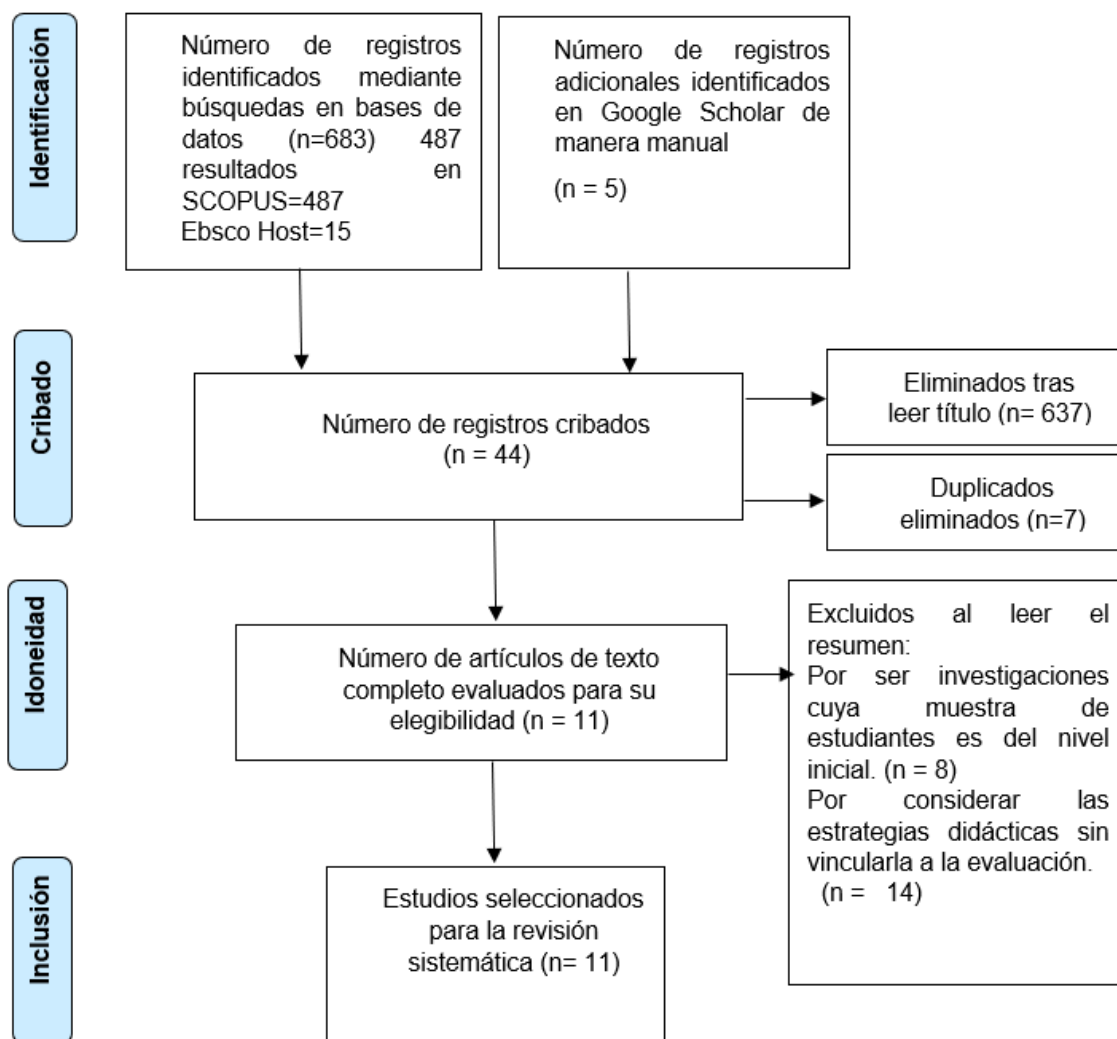 Identificación
Número de registros
identificados mediante
búsquedas en bases de
datos (n=683) 487
resultados en
SCOPUS=487
Ebsco Host=15
Número de registros
adicionales identificados
en Google Scholar de
manera manual
(n = 5)
Cribado
Número de registros cribados
(n = 44)
Eliminados tras
leer título (n= 637)
Duplicados
eliminados (n=7)
Idoneidad
Número de artículos de texto
completo evaluados para su
elegibilidad (n = 11)
Excluidos al leer el
resumen:
Por ser investigaciones
cuya muestra de
estudiantes es del nivel
inicial. (n = 8)
Por considerar las
estrategias didácticas sin
vincularla a la evaluación.
(n = 14)
Inclusión
Estudios seleccionados
para la revisión
sistemática (n= 11)